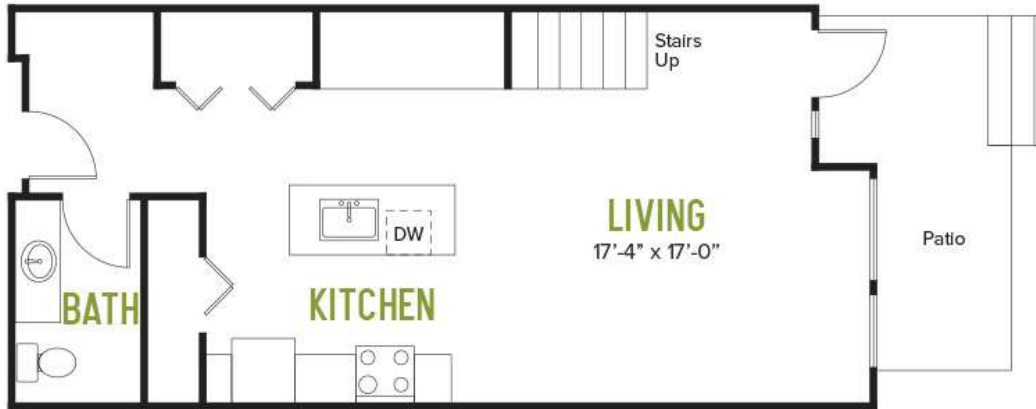 Stairs
Up
LIVING
17'-4" x 17'-0"
DW
Patio
BATH
KITCHEN